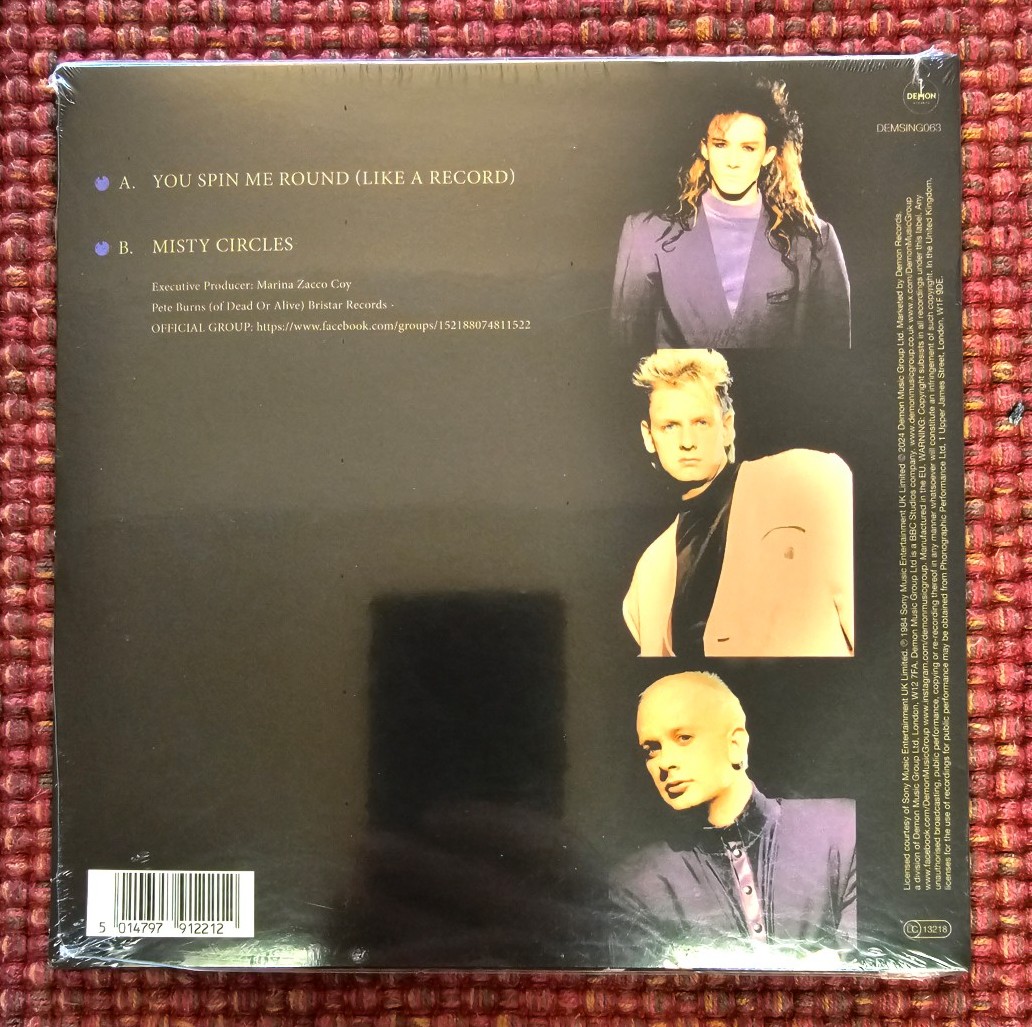 DEMON
RECORDS
DEMSING063
A. YOU SPIN ME ROUND (LIKE A RECORD)
B. MISTY CIRCLES
Executive Producer: Marina Zacco Coy
Pete Burns (of Dead Or Alive) Bristar Records -
OFFICIAL GROUP: https://www.facebook.com/groups/152188074811522
Licensed courtesy of Sony Music Entertainment UK Limited. ℗ 1984 Sony Music Entertainment UK Limited © 2024 Demon Music Group Ltd. Marketed by Demon Records,
a division of Demon Music Group Ltd, London, W12 7FA. Demon Music Group Ltd is a BBC Studios company. www.demonmusicgroup.co.uk www.x.com/DemonMusicGroup
www.facebook.com/DemonMusicGroup www.instagram.com/demonmusicgroup. Manufactured in the EU. WARNING: Copyright subsists in all recordings under this label. Any
unauthorised broadcasting, public performance, copying or re-recording thereof in any manner whatsoever will constitute an infringement of such copyright. In the United Kingdom,
licenses for the use of recordings for public performance may be obtained from Phonographic Performance Ltd, 1 Upper James Street, London, W1F 9DE.
5 014797 912212
LC 13218